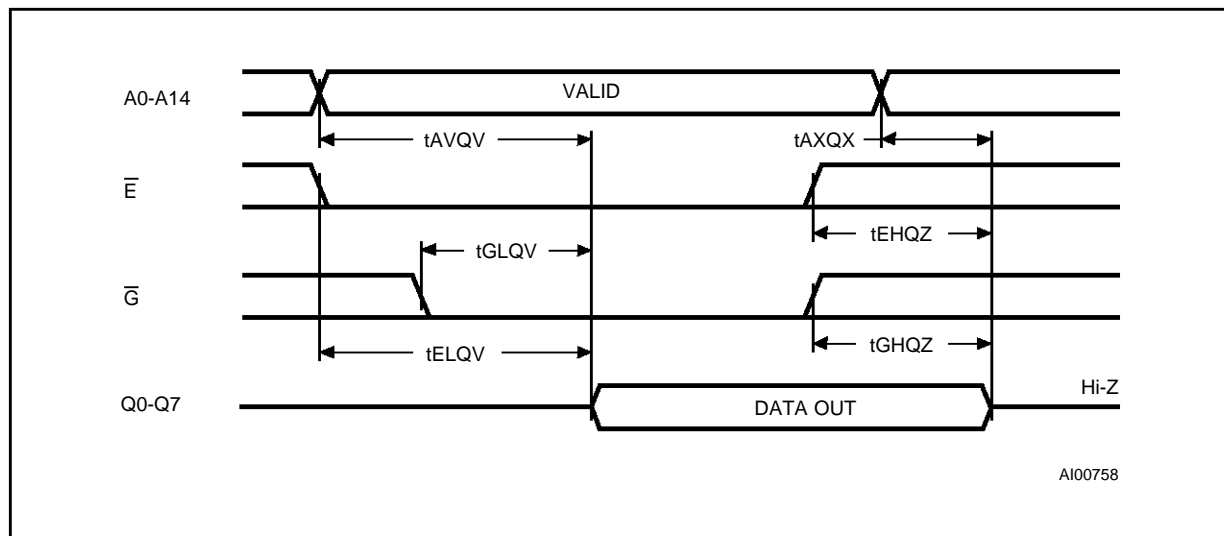 A0-A14
VALID
tAVQV
tAXQX
E̅
tEHQZ
tGLQV
G̅
tGHQZ
tELQV
Q0-Q7
DATA OUT
Hi-Z
AI00758